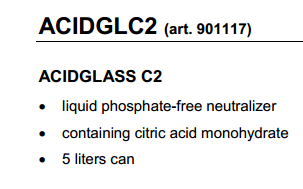 ACIDGLC2 (art. 901117)
ACIDGLASS C2
• liquid phosphate-free neutralizer
• containing citric acid monohydrate
• 5 liters can